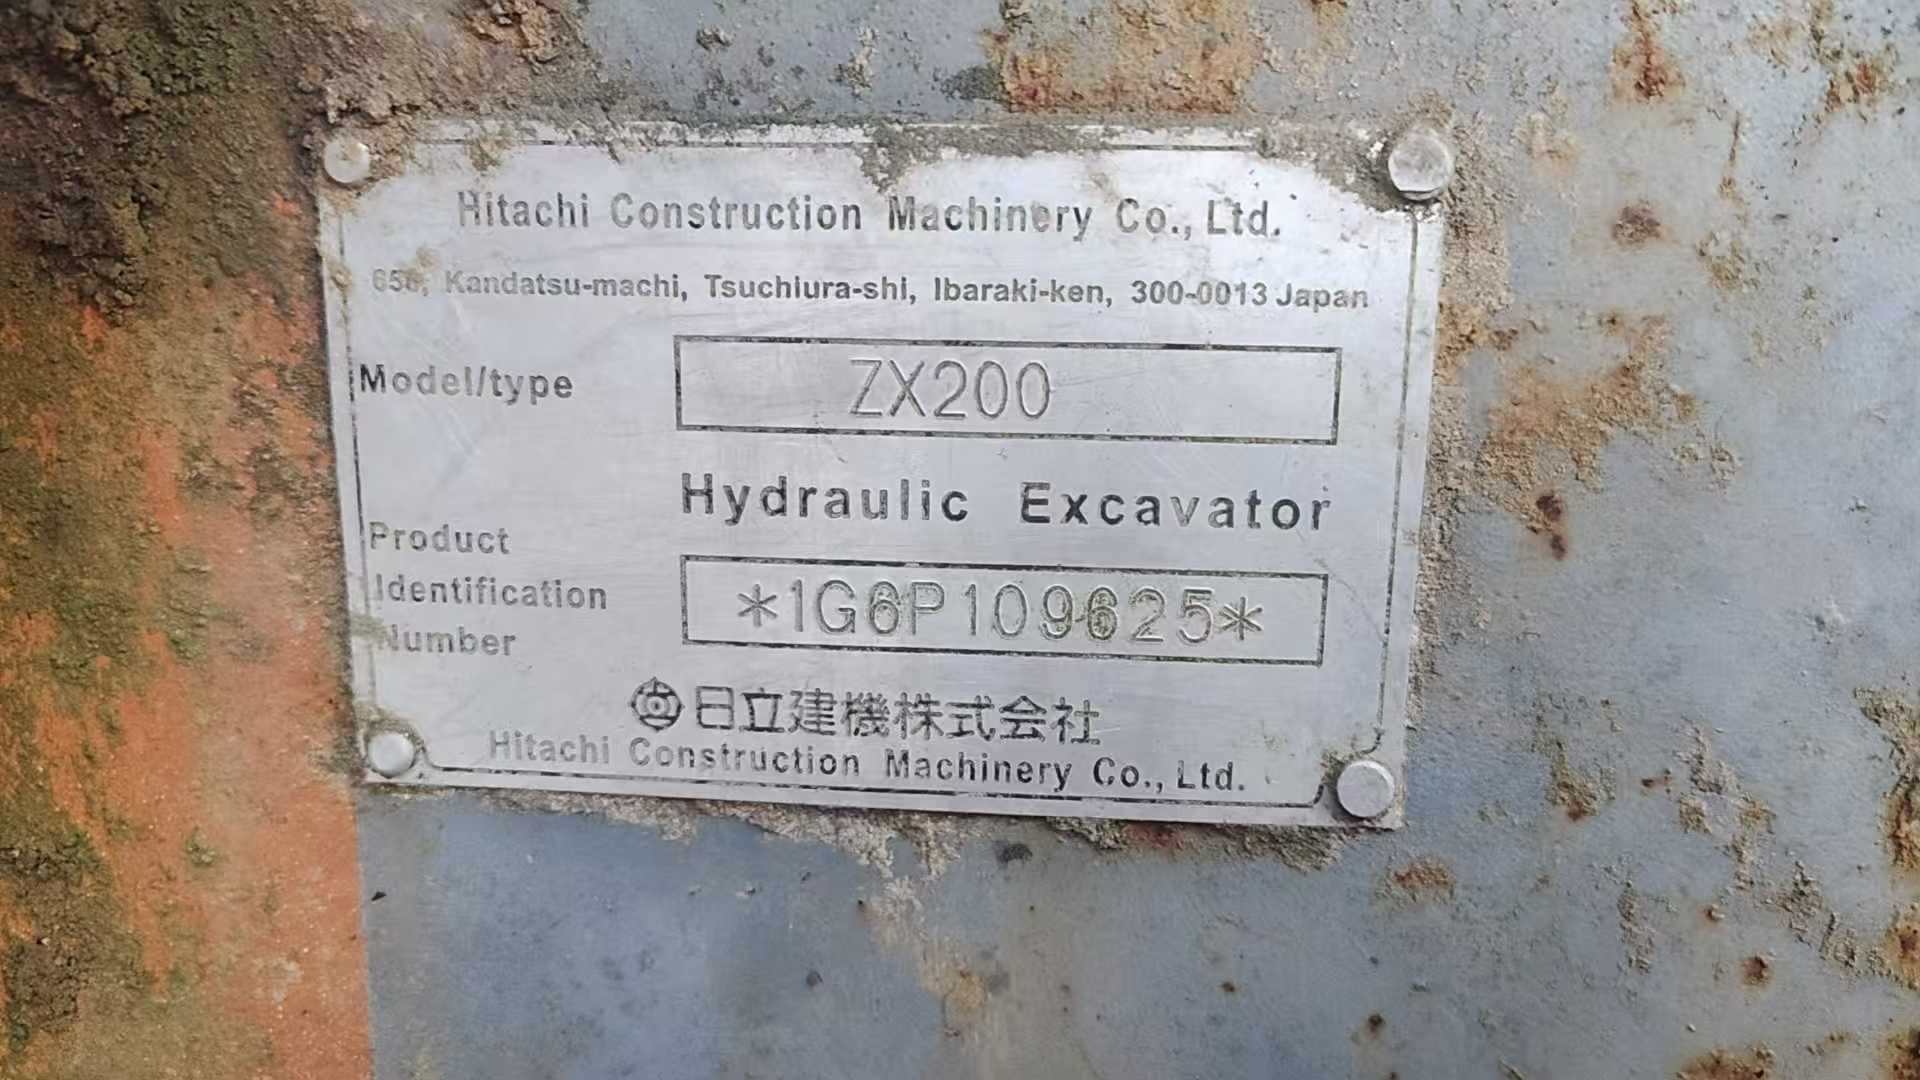 Hitachi Construction Machinery Co., Ltd.
650, Kandatsu-machi, Tsuchiura-shi, Ibaraki-ken, 300-0013 Japan
Model/type
ZX200
Hydraulic Excavator
Product
Identification
Number
*1G6P109625*
日立建機株式会社
Hitachi Construction Machinery Co., Ltd.